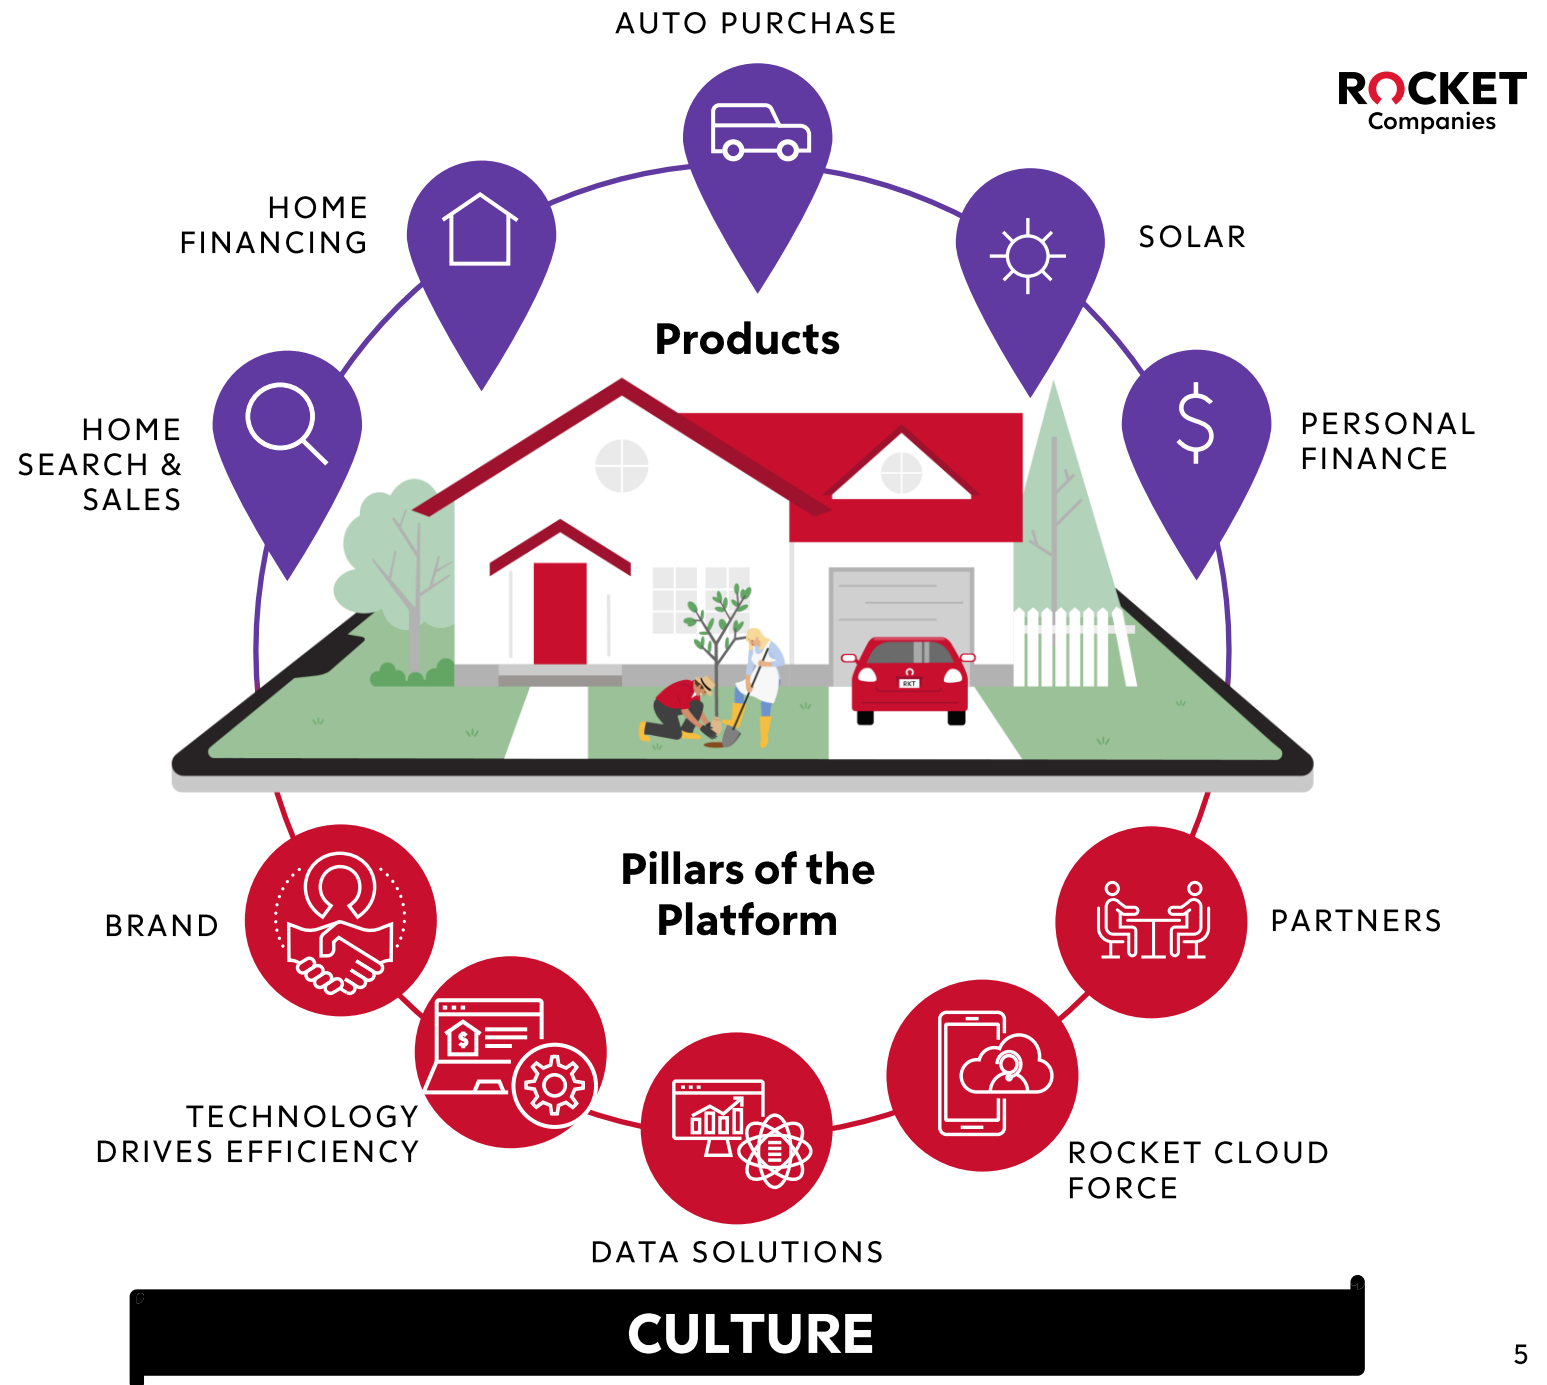 AUTO PURCHASE
ROCKET
Companies
HOME
FINANCING
SOLAR
Products
HOME
SEARCH &
SALES
PERSONAL
FINANCE
RKT
Pillars of the
Platform
BRAND
PARTNERS
TECHNOLOGY
DRIVES EFFICIENCY
ROCKET CLOUD
FORCE
DATA SOLUTIONS
CULTURE
5